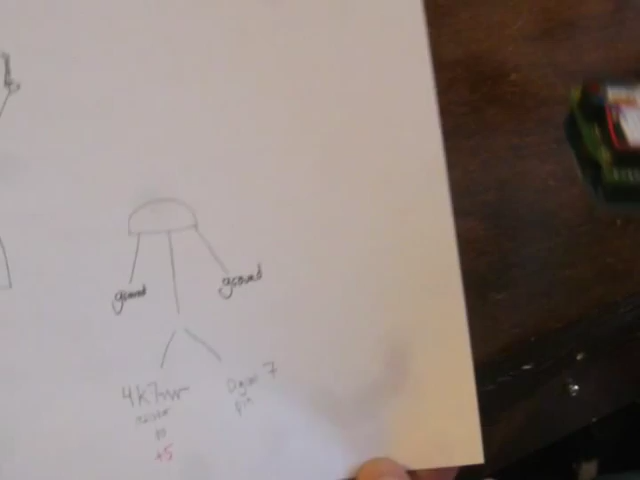 ground
ground
4k7
Digital 7
pin
resistor
to
+5